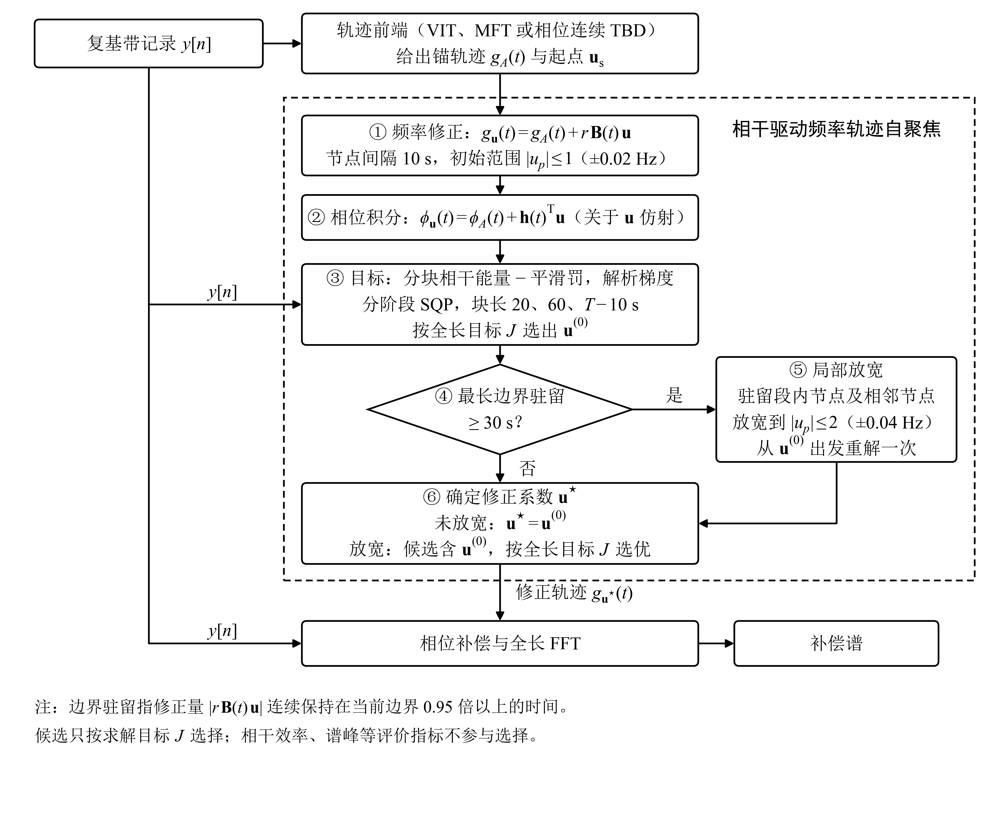 复基带记录 y[n]
轨迹前端（VIT、MFT 或相位连续 TBD）
给出锚轨迹 g_A(t) 与起点 u_s
相干驱动频率轨迹自聚焦
① 频率修正：g_u(t)=g_A(t)+r B(t) u
节点间隔 10 s，初始范围 |u_p|≤1（±0.02 Hz）
② 相位积分：ϕ_u(t)=ϕ_A(t)+h(t)^T u（关于 u 仿射）
y[n]
③ 目标：分块相干能量 − 平滑罚，解析梯度
分阶段 SQP，块长 20、60、T−10 s
按全长目标 J 选出 u^(0)
④ 最长边界驻留
≥ 30 s?
是
⑤ 局部放宽
驻留段内节点及相邻节点
放宽到 |u_p|≤2（±0.04 Hz）
从 u^(0) 出发重解一次
否
⑥ 确定修正系数 u^⋆
未放宽：u^⋆=u^(0)
放宽：候选含 u^(0)，按全长目标 J 选优
修正轨迹 g_u^⋆(t)
y[n]
相位补偿与全长 FFT
补偿谱
注：边界驻留指修正量 |r B(t) u| 连续保持在当前边界 0.95 倍以上的时间。
候选只按求解目标 J 选择；相干效率、谱峰等评价指标不参与选择。